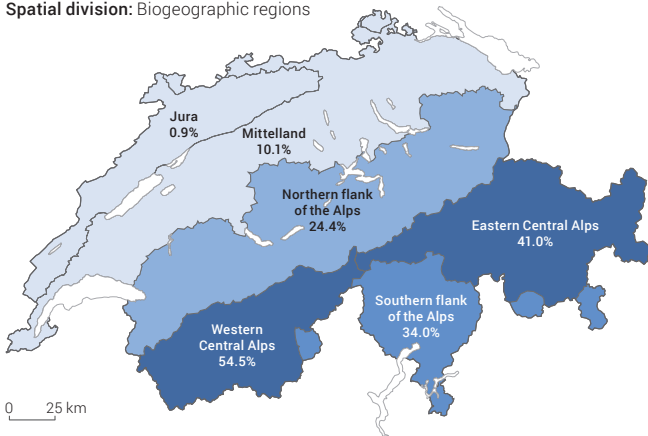 Spatial division: Biogeographic regions
Jura
0.9%
Mittelland
10.1%
Northern flank
of the Alps
24.4%
Eastern Central Alps
41.0%
Southern flank
of the Alps
34.0%
Western
Central Alps
54.5%
0 25 km